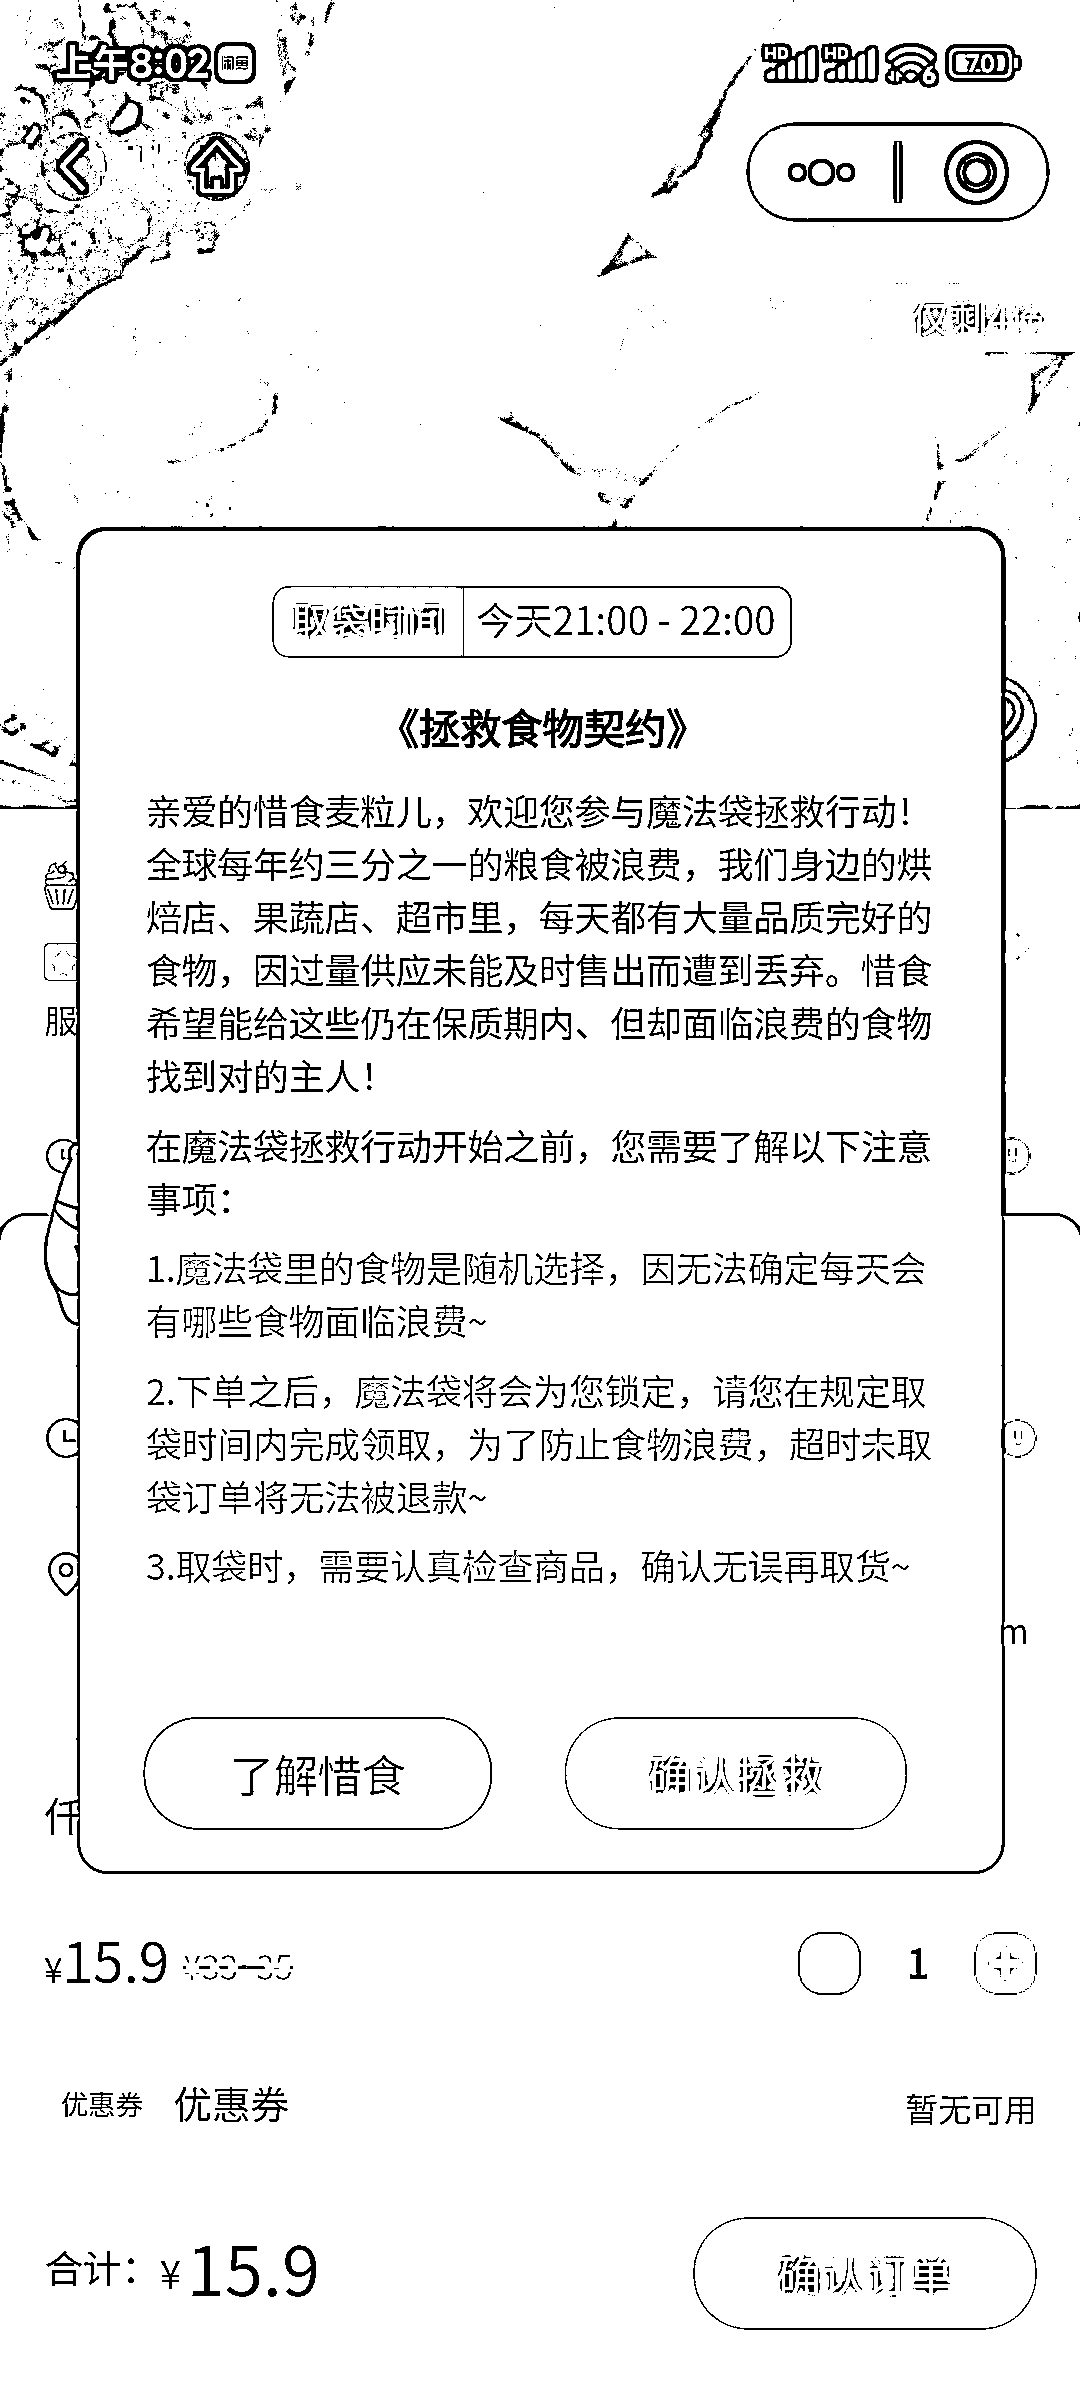 上午8:02 闲鱼
HD HD 6 70
仅剩4份
取袋时间 今天21:00 - 22:00
《拯救食物契约》
亲爱的惜食麦粒儿，欢迎您参与魔法袋拯救行动！
全球每年约三分之一的粮食被浪费，我们身边的烘
焙店、果蔬店、超市里，每天都有大量品质完好的
食物，因过量供应未能及时售出而遭到丢弃。惜食
希望能给这些仍在保质期内、但却面临浪费的食物
找到对的主人！
在魔法袋拯救行动开始之前，您需要了解以下注意
事项：
1.魔法袋里的食物是随机选择，因无法确定每天会
有哪些食物面临浪费~
2.下单之后，魔法袋将会为您锁定，请您在规定取
袋时间内完成领取，为了防止食物浪费，超时未取
袋订单将无法被退款~
3.取袋时，需要认真检查商品，确认无误再取货~
服
m
了解惜食 确认拯救
仟
¥15.9 ¥33-35 1
优惠券 优惠券 暂无可用
合计：¥15.9 确认订单